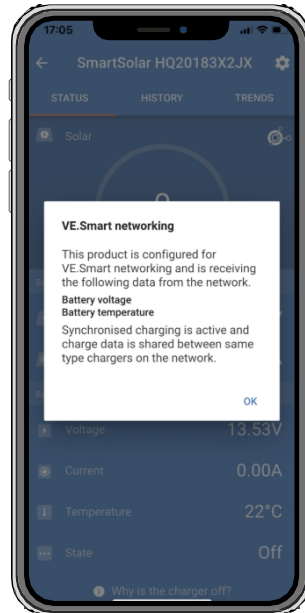 17:05
SmartSolar HQ20183X2JX
STATUS HISTORY TRENDS
Solar
VE.Smart networking
This product is configured for
VE.Smart networking and is receiving
the following data from the network.
Battery voltage
Battery temperature
Synchronised charging is active and
charge data is shared between same
type chargers on the network.
OK
Voltage 13.53V
Current 0.00A
Temperature 22°C
State Off
Why is the charger off?